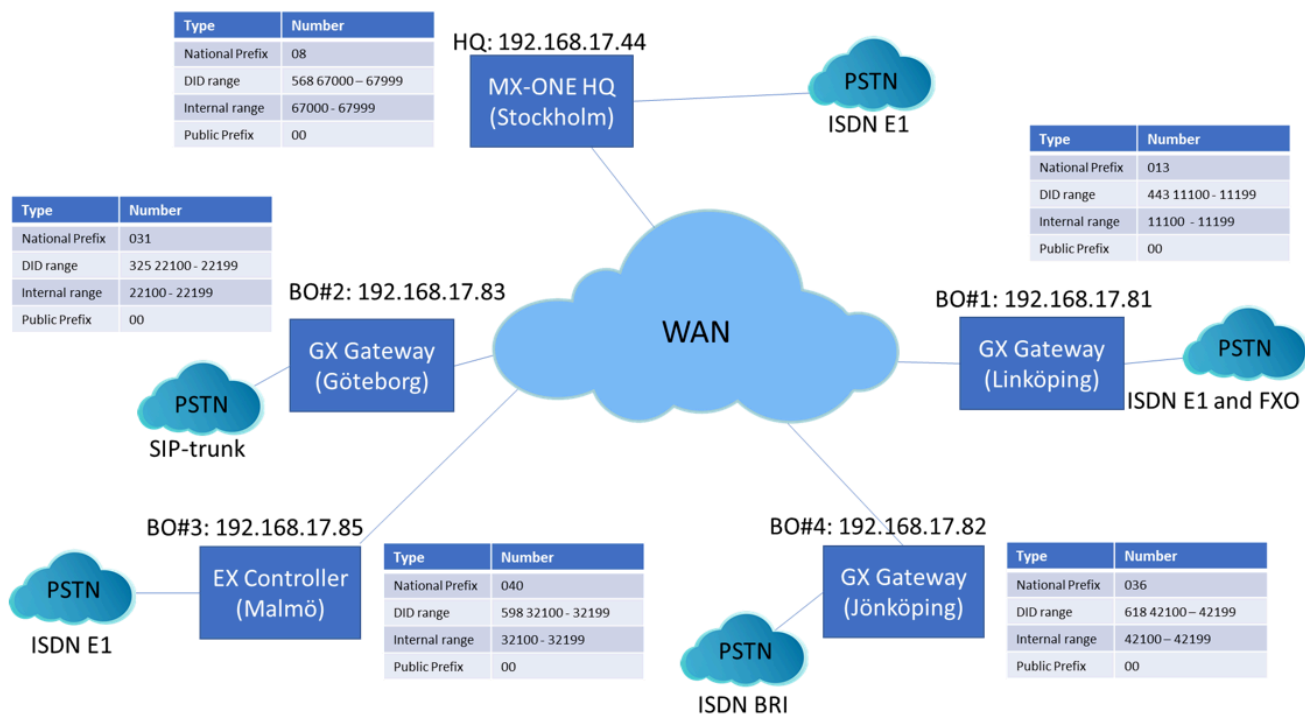 Type Number
National Prefix 08
DID range 568 67000 – 67999
Internal range 67000 - 67999
Public Prefix 00
HQ: 192.168.17.44
MX-ONE HQ
(Stockholm)
PSTN
ISDN E1
Type Number
National Prefix 013
DID range 443 11100 - 11199
Internal range 11100 - 11199
Public Prefix 00
Type Number
National Prefix 031
DID range 325 22100 - 22199
Internal range 22100 - 22199
Public Prefix 00
BO#2: 192.168.17.83
GX Gateway
(Göteborg)
PSTN
SIP-trunk
WAN
BO#1: 192.168.17.81
GX Gateway
(Linköping)
PSTN
ISDN E1 and FXO
BO#3: 192.168.17.85
EX Controller
(Malmö)
PSTN
ISDN E1
Type Number
National Prefix 040
DID range 598 32100 - 32199
Internal range 32100 - 32199
Public Prefix 00
BO#4: 192.168.17.82
GX Gateway
(Jönköping)
PSTN
ISDN BRI
Type Number
National Prefix 036
DID range 618 42100 – 42199
Internal range 42100 – 42199
Public Prefix 00